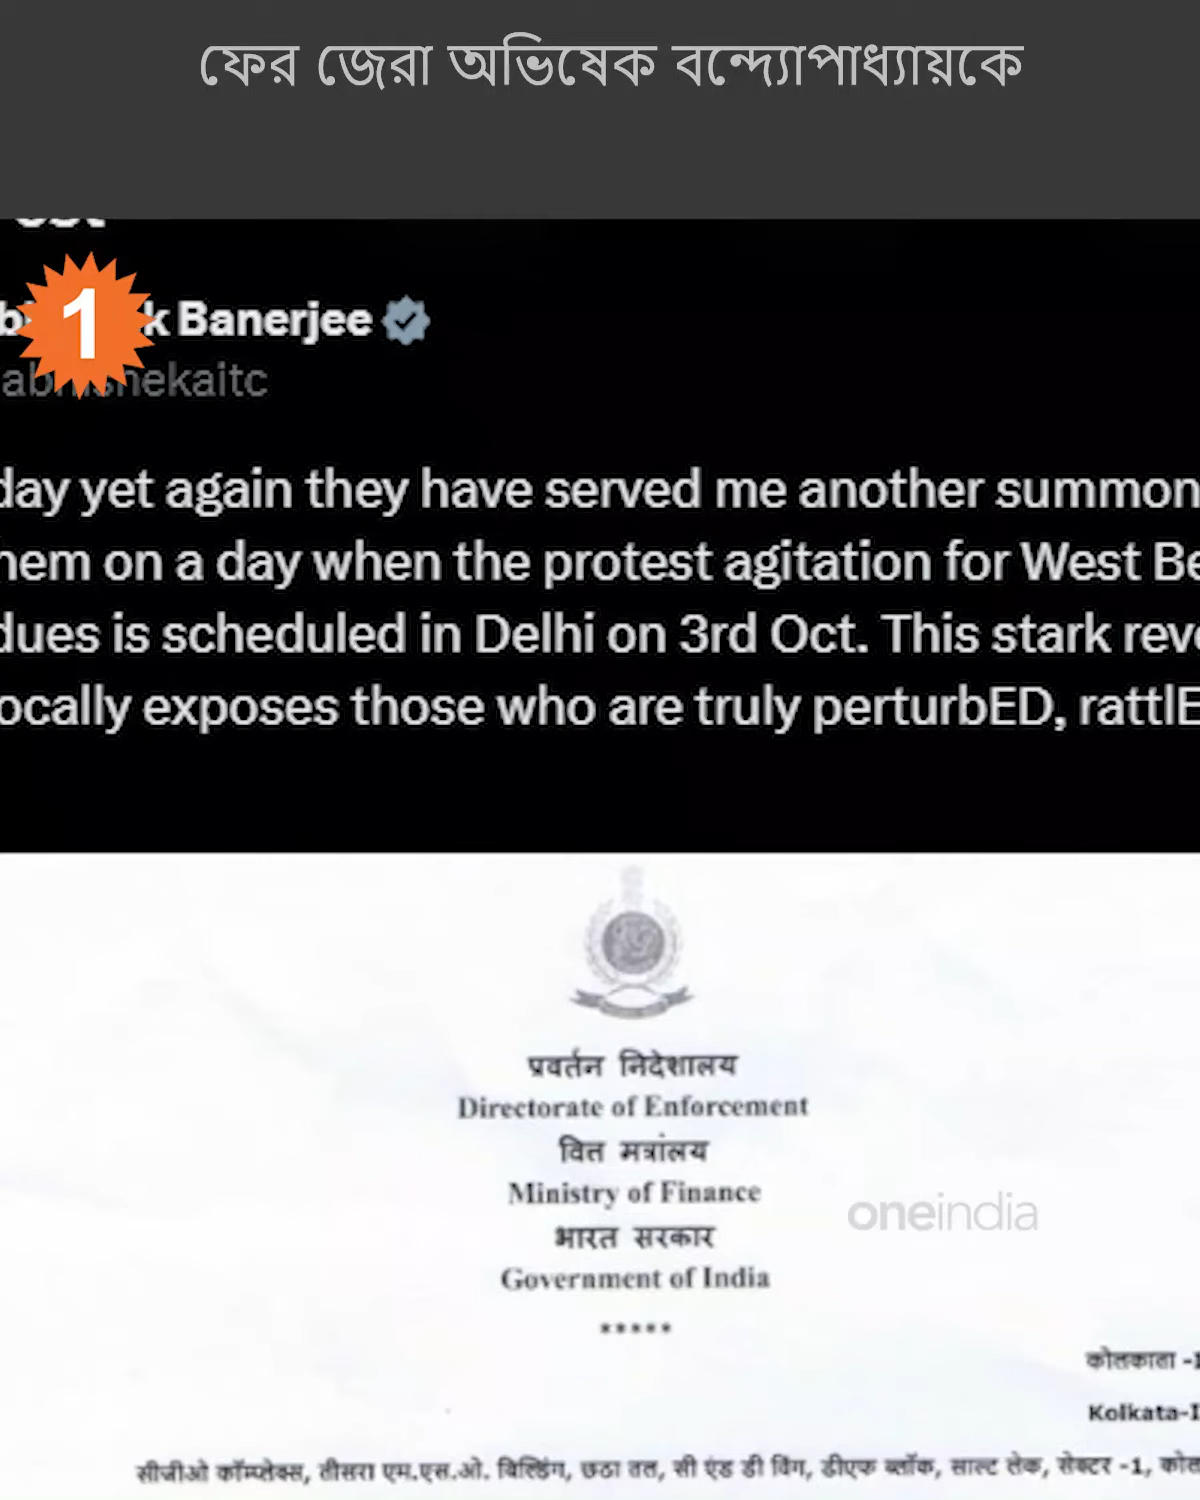 ফের জেরা অভিষেক বন্দ্যোপাধ্যায়কে
1
k Banerjee
abhishekaitc
day yet again they have served me another summon
hem on a day when the protest agitation for West Be
dues is scheduled in Delhi on 3rd Oct. This stark reve
ocally exposes those who are truly perturbED, rattlE
प्रवर्तन निदेशालय
Directorate of Enforcement
वित्त मत्रांलय
Ministry of Finance
oneindia
भारत सरकार
Government of India
*****
कोलकाता -1
Kolkata-I
सीजीओ कॉम्प्लेक्स, तीसरा एम.एस.ओ. बिल्डिंग, छठा तल, सी एंड डी विंग, डीएफ ब्लॉक, साल्ट लेक, सेक्टर -1, कोल